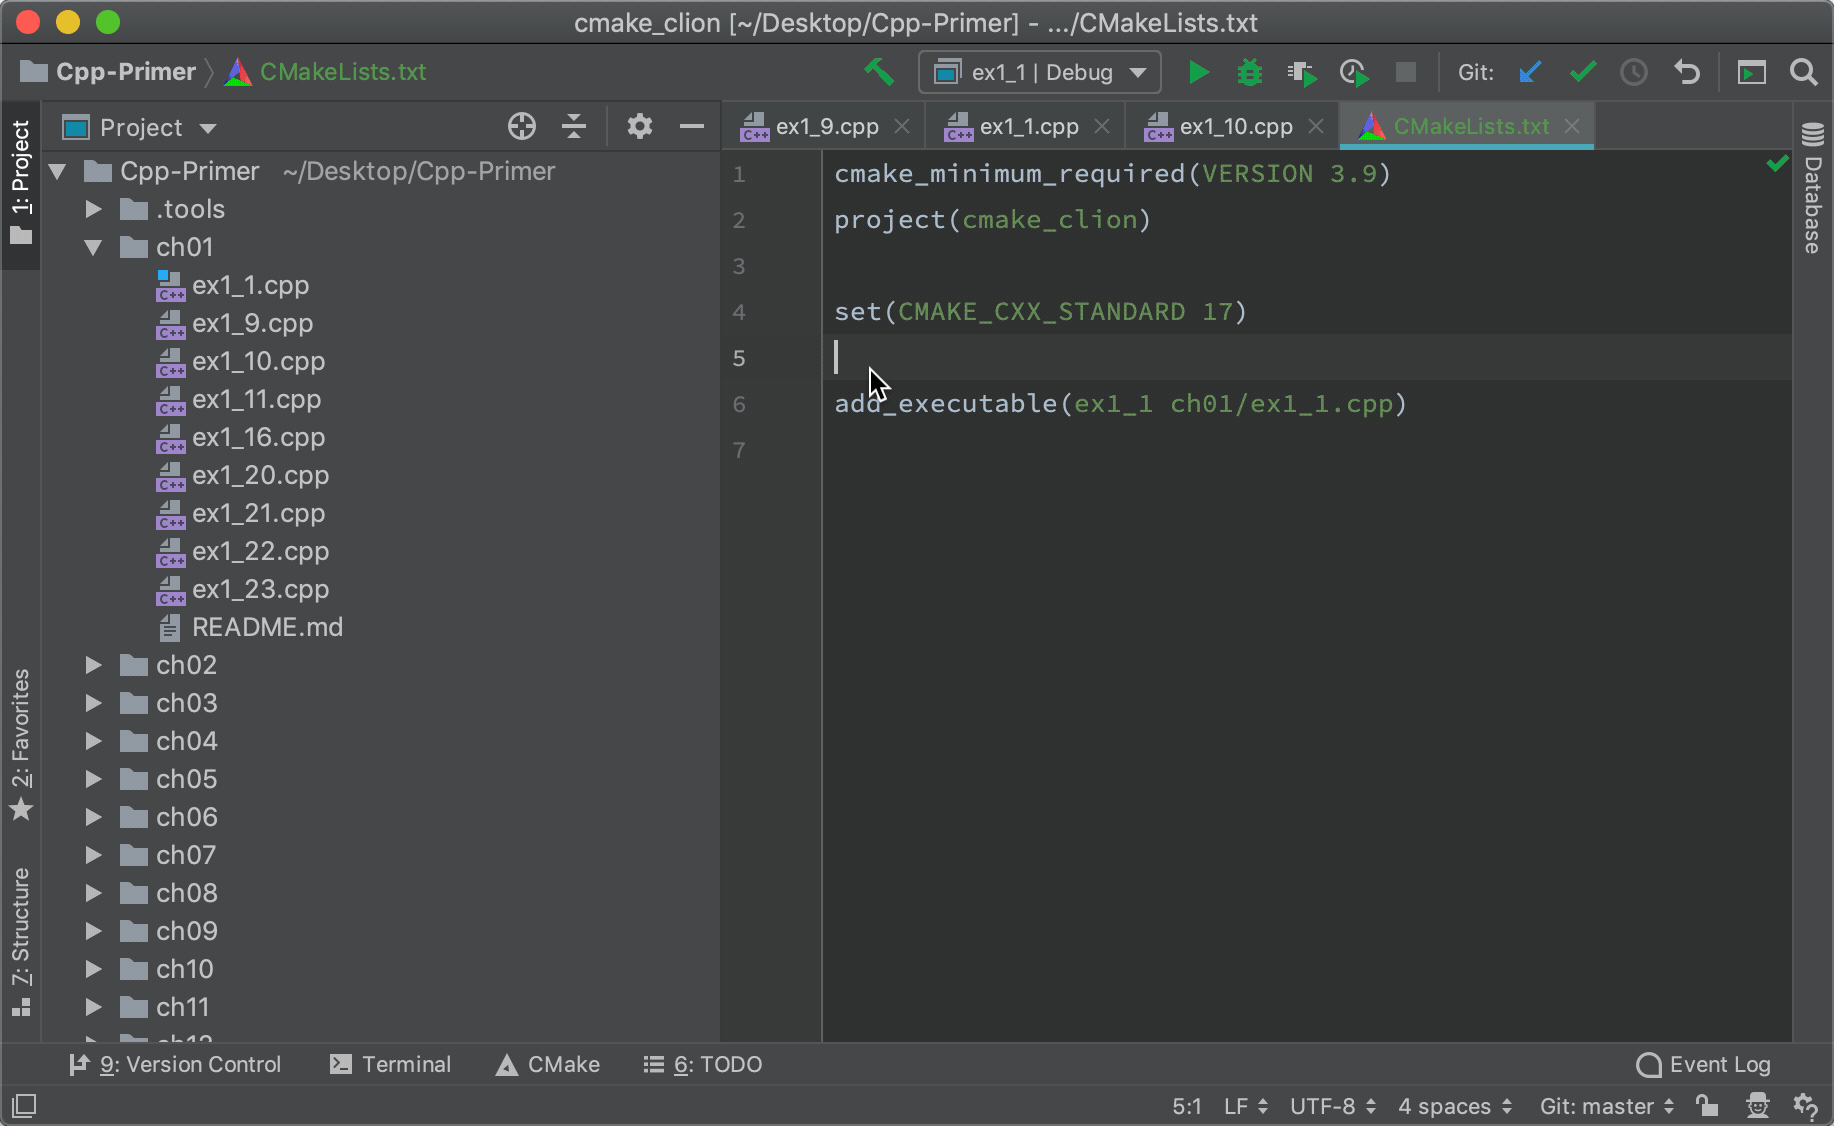 cmake_clion [~/Desktop/Cpp-Primer] - .../CMakeLists.txt
Cpp-Primer CMakeLists.txt ex1_1 | Debug Git:
1: Project
2: Favorites
7: Structure
Project
Cpp-Primer ~/Desktop/Cpp-Primer
.tools
ch01
C++ ex1_1.cpp
C++ ex1_9.cpp
C++ ex1_10.cpp
C++ ex1_11.cpp
C++ ex1_16.cpp
C++ ex1_20.cpp
C++ ex1_21.cpp
C++ ex1_22.cpp
C++ ex1_23.cpp
README.md
ch02
ch03
ch04
ch05
ch06
ch07
ch08
ch09
ch10
ch11
C++ ex1_9.cpp C++ ex1_1.cpp C++ ex1_10.cpp CMakeLists.txt
1 cmake_minimum_required(VERSION 3.9)
2 project(cmake_clion)
3
4 set(CMAKE_CXX_STANDARD 17)
5
6 add_executable(ex1_1 ch01/ex1_1.cpp)
7
Database
9: Version Control Terminal CMake 6: TODO Event Log
5:1 LF UTF-8 4 spaces Git: master